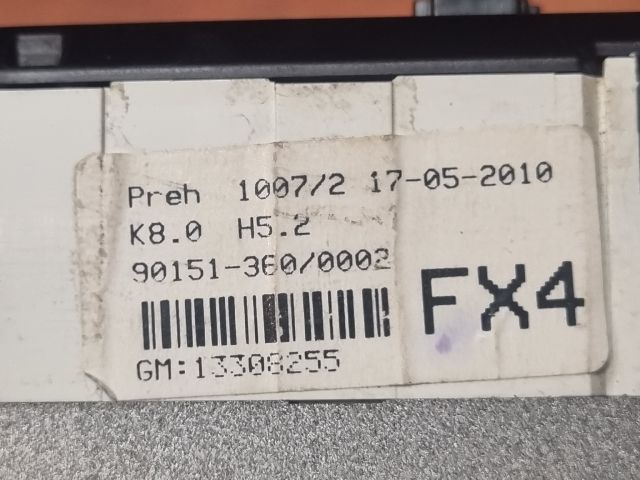 Preh 1007/2 17-05-2010
K8.0 H5.2
90151-360/0002
FX4
GM:13308255